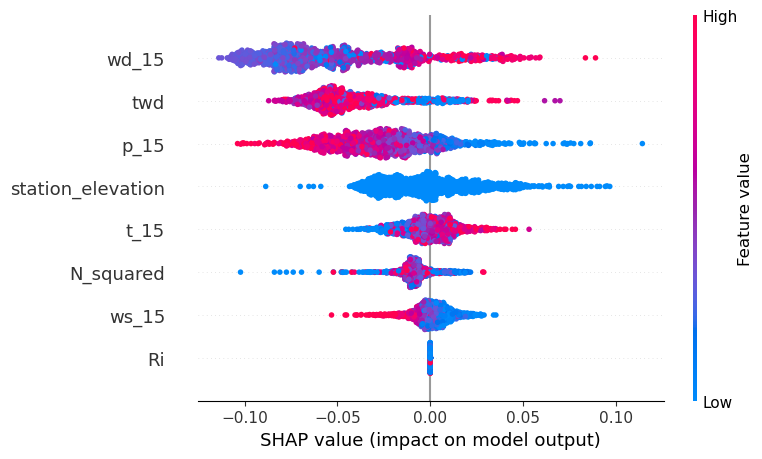 High
wd_15
twd
p_15
station_elevation
t_15
N_squared
ws_15
Ri
Feature value
Low
−0.10 −0.05 0.00 0.05 0.10
SHAP value (impact on model output)